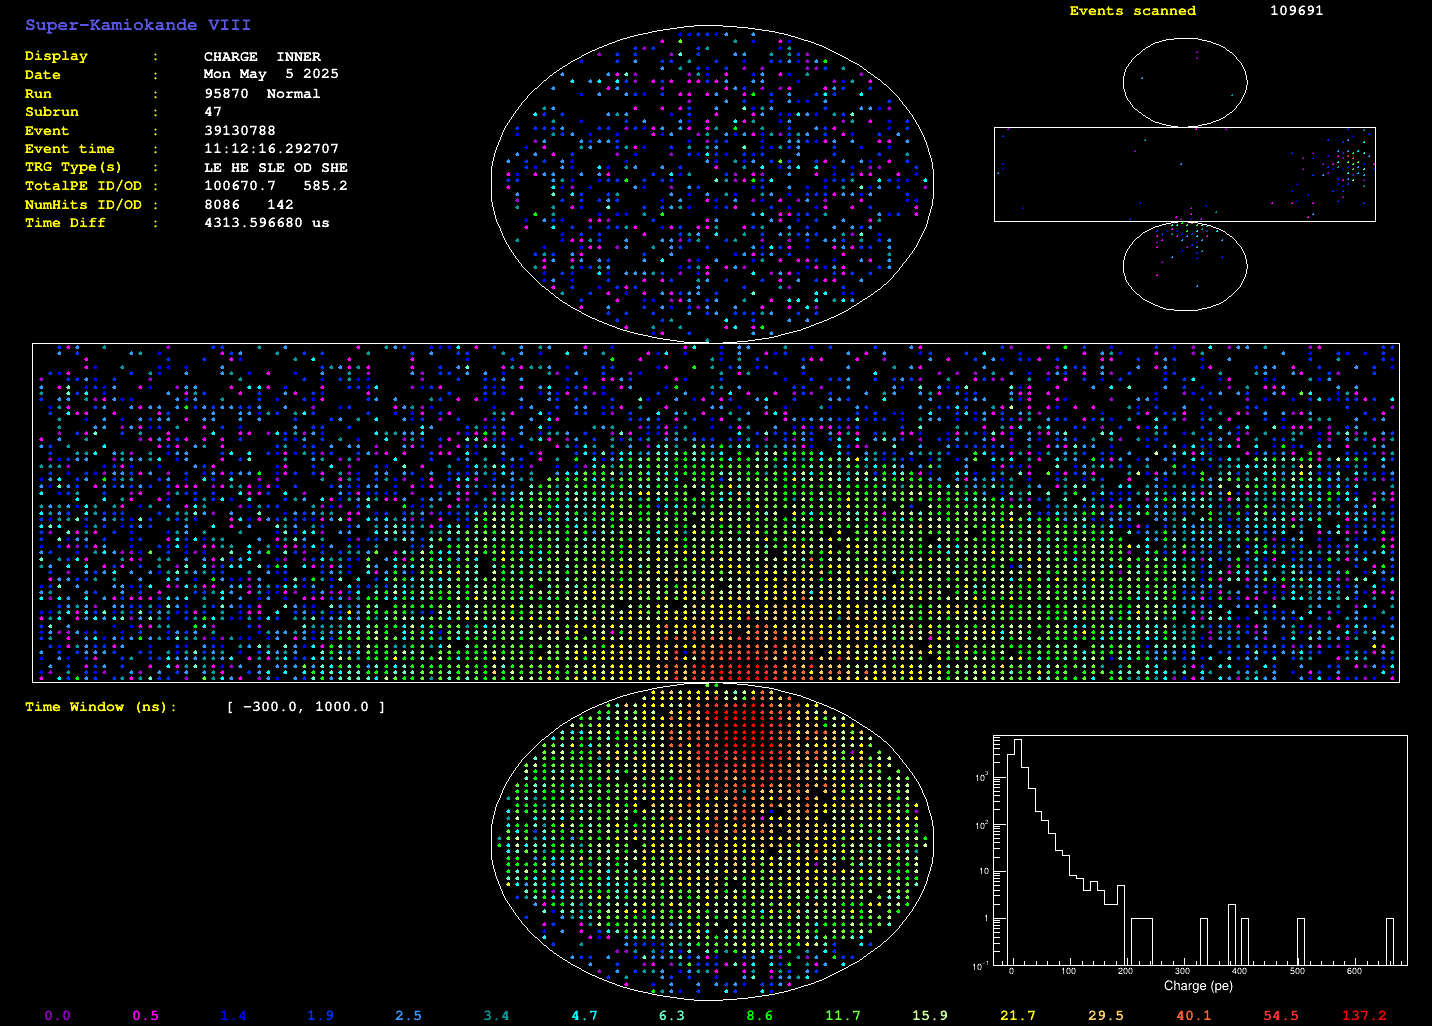 Super-Kamiokande VIII
Display : CHARGE INNER
Date : Mon May 5 2025
Run : 95870 Normal
Subrun : 47
Event : 39130788
Event time : 11:12:16.292707
TRG Type(s) : LE HE SLE OD SHE
TotalPE ID/OD : 100670.7 585.2
NumHits ID/OD : 8086 142
Time Diff : 4313.596680 us
Events scanned 109691
Time Window (ns): [ -300.0, 1000.0 ]
10^3
10^2
10
1
10^-1
0 100 200 300 400 500 600
Charge (pe)
0.0 0.5 1.4 1.9 2.5 3.4 4.7 6.3 8.6 11.7 15.9 21.7 29.5 40.1 54.5 137.2